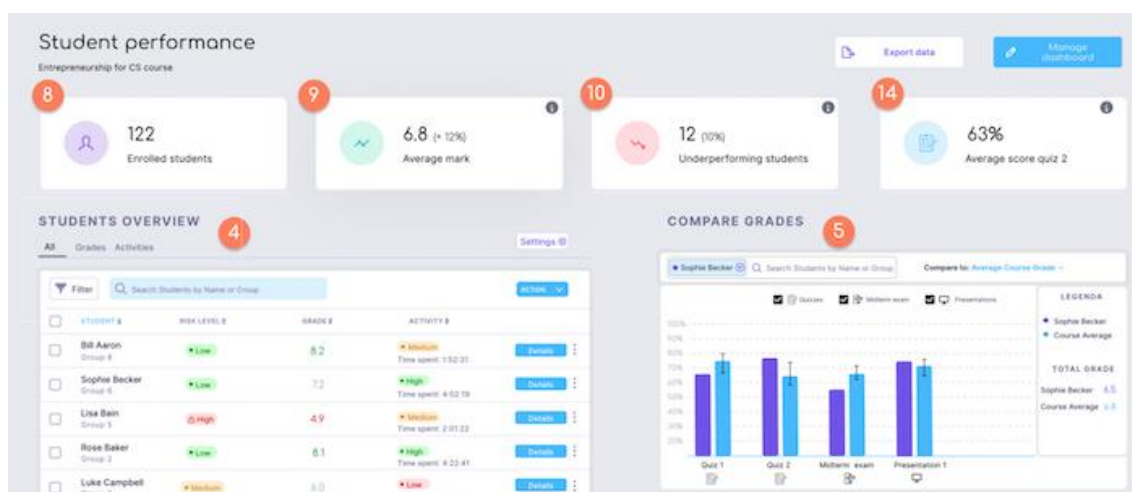 Student performance
Entrepreneurship for CS course
Export data
Manage dashboard
8
122
Enrolled students
9
6.8 (+ 12%)
Average mark
10
12 (10%)
Underperforming students
14
63%
Average score quiz 2
STUDENTS OVERVIEW
4
All Grades Activities
Settings
Filter
Search Students by Name or Group
ACTION
STUDENT RISK LEVEL GRADE ACTIVITY
Bill Aaron
Group 6
Low
8.2
Medium
Time spent: 1:52:31
Details
Sophie Becker
Group 6
Low
7.2
High
Time spent: 4:52:19
Details
Lisa Bain
Group 5
High
4.9
Medium
Time spent: 2:01:22
Details
Rose Baker
Group 2
Low
8.1
High
Time spent: 4:22:41
Details
Luke Campbell
Medium
6.0
Low
Details
COMPARE GRADES
5
Sophie Becker
Search Students by Name or Group
Compare to: Average Course Grade
Quizzes Midterm exam Presentations
100%
90%
80%
70%
60%
50%
40%
30%
20%
Quiz 1 Quiz 2 Midterm exam Presentation 1
LEGENDA
Sophie Becker
Course Average
TOTAL GRADE
Sophie Becker 6.5
Course Average 6.8